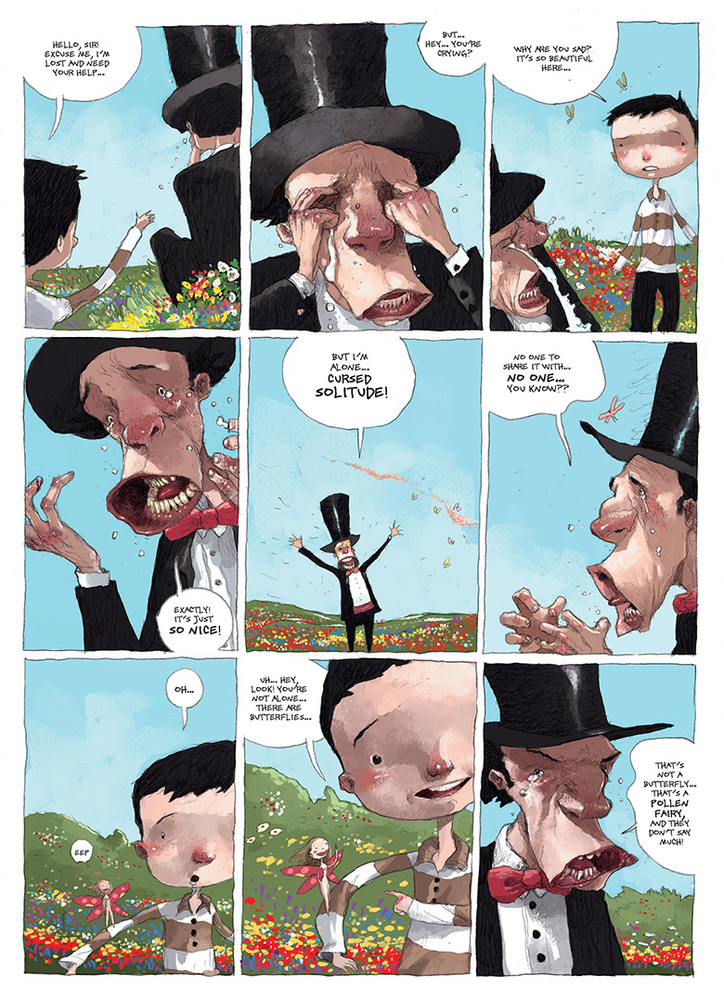 HELLO, SIR!
EXCUSE ME, I'M
LOST AND NEED
YOUR HELP...
BUT...
HEY... YOU'RE
CRYING?
WHY ARE YOU SAD?
IT'S SO BEAUTIFUL
HERE...
EXACTLY!
IT'S JUST
SO NICE!
BUT I'M
ALONE...
CURSED
SOLITUDE!
NO ONE TO
SHARE IT WITH...
NO ONE...
YOU KNOW??
OH...
EEP
UH... HEY,
LOOK! YOU'RE
NOT ALONE...
THERE ARE
BUTTERFLIES...
THAT'S
NOT A
BUTTERFLY...
THAT'S A
POLLEN
FAIRY,
AND THEY
DON'T SAY
MUCH!